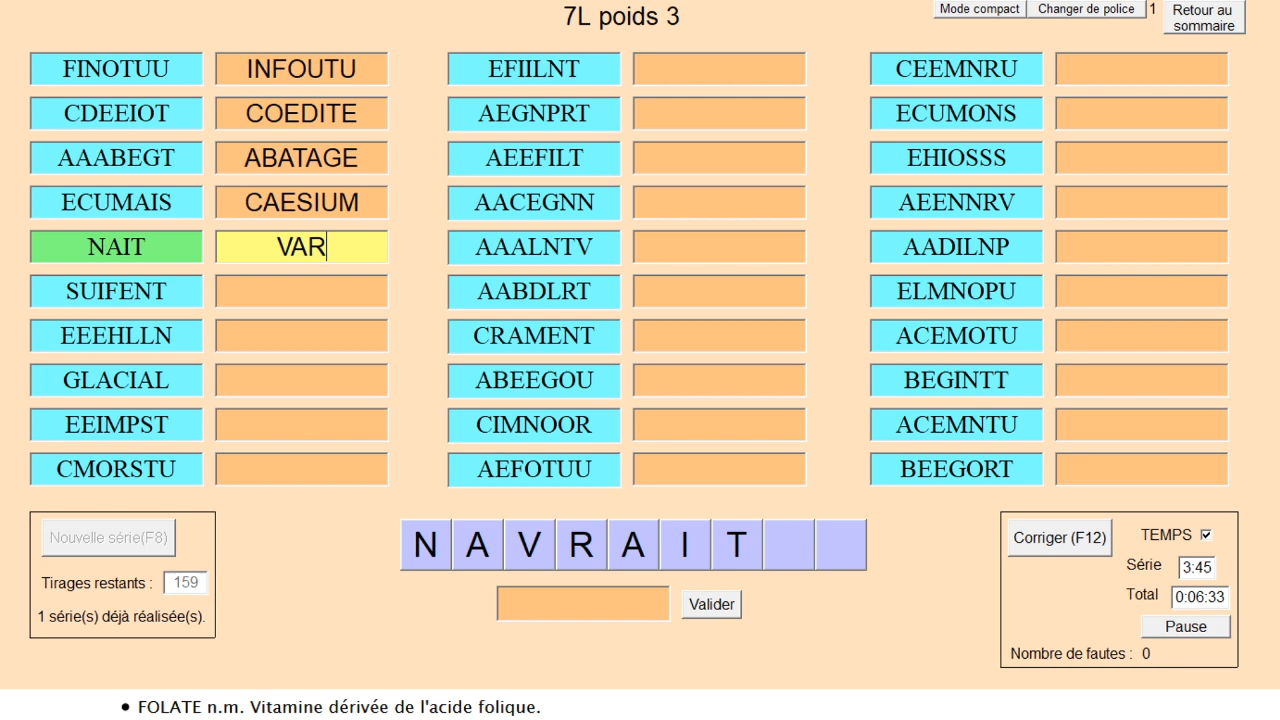 7L poids 3
Mode compact Changer de police 1 Retour au sommaire
FINOTUU INFOUTU EFIILNT CEEMNRU
CDEEIOT COEDITE AEGNPRT ECUMONS
AAABEGT ABATAGE AEEFILT EHIOSSS
ECUMAIS CAESIUM AACEGNN AEENNRV
NAIT VAR AAALNTV AADILNP
SUIFENT AABDLRT ELMNOPU
EEEHLLN CRAMENT ACEMOTU
GLACIAL ABEEGOU BEGINTT
EEIMPST CIMNOOR ACEMNTU
CMORSTU AEFOTUU BEEGORT
Nouvelle série(F8)
Tirages restants : 159
1 série(s) déjà réalisée(s).
N A V R A I T
Valider
Corriger (F12) TEMPS
Série 3:45
Total 0:06:33
Pause
Nombre de fautes : 0
• FOLATE n.m. Vitamine dérivée de l'acide folique.